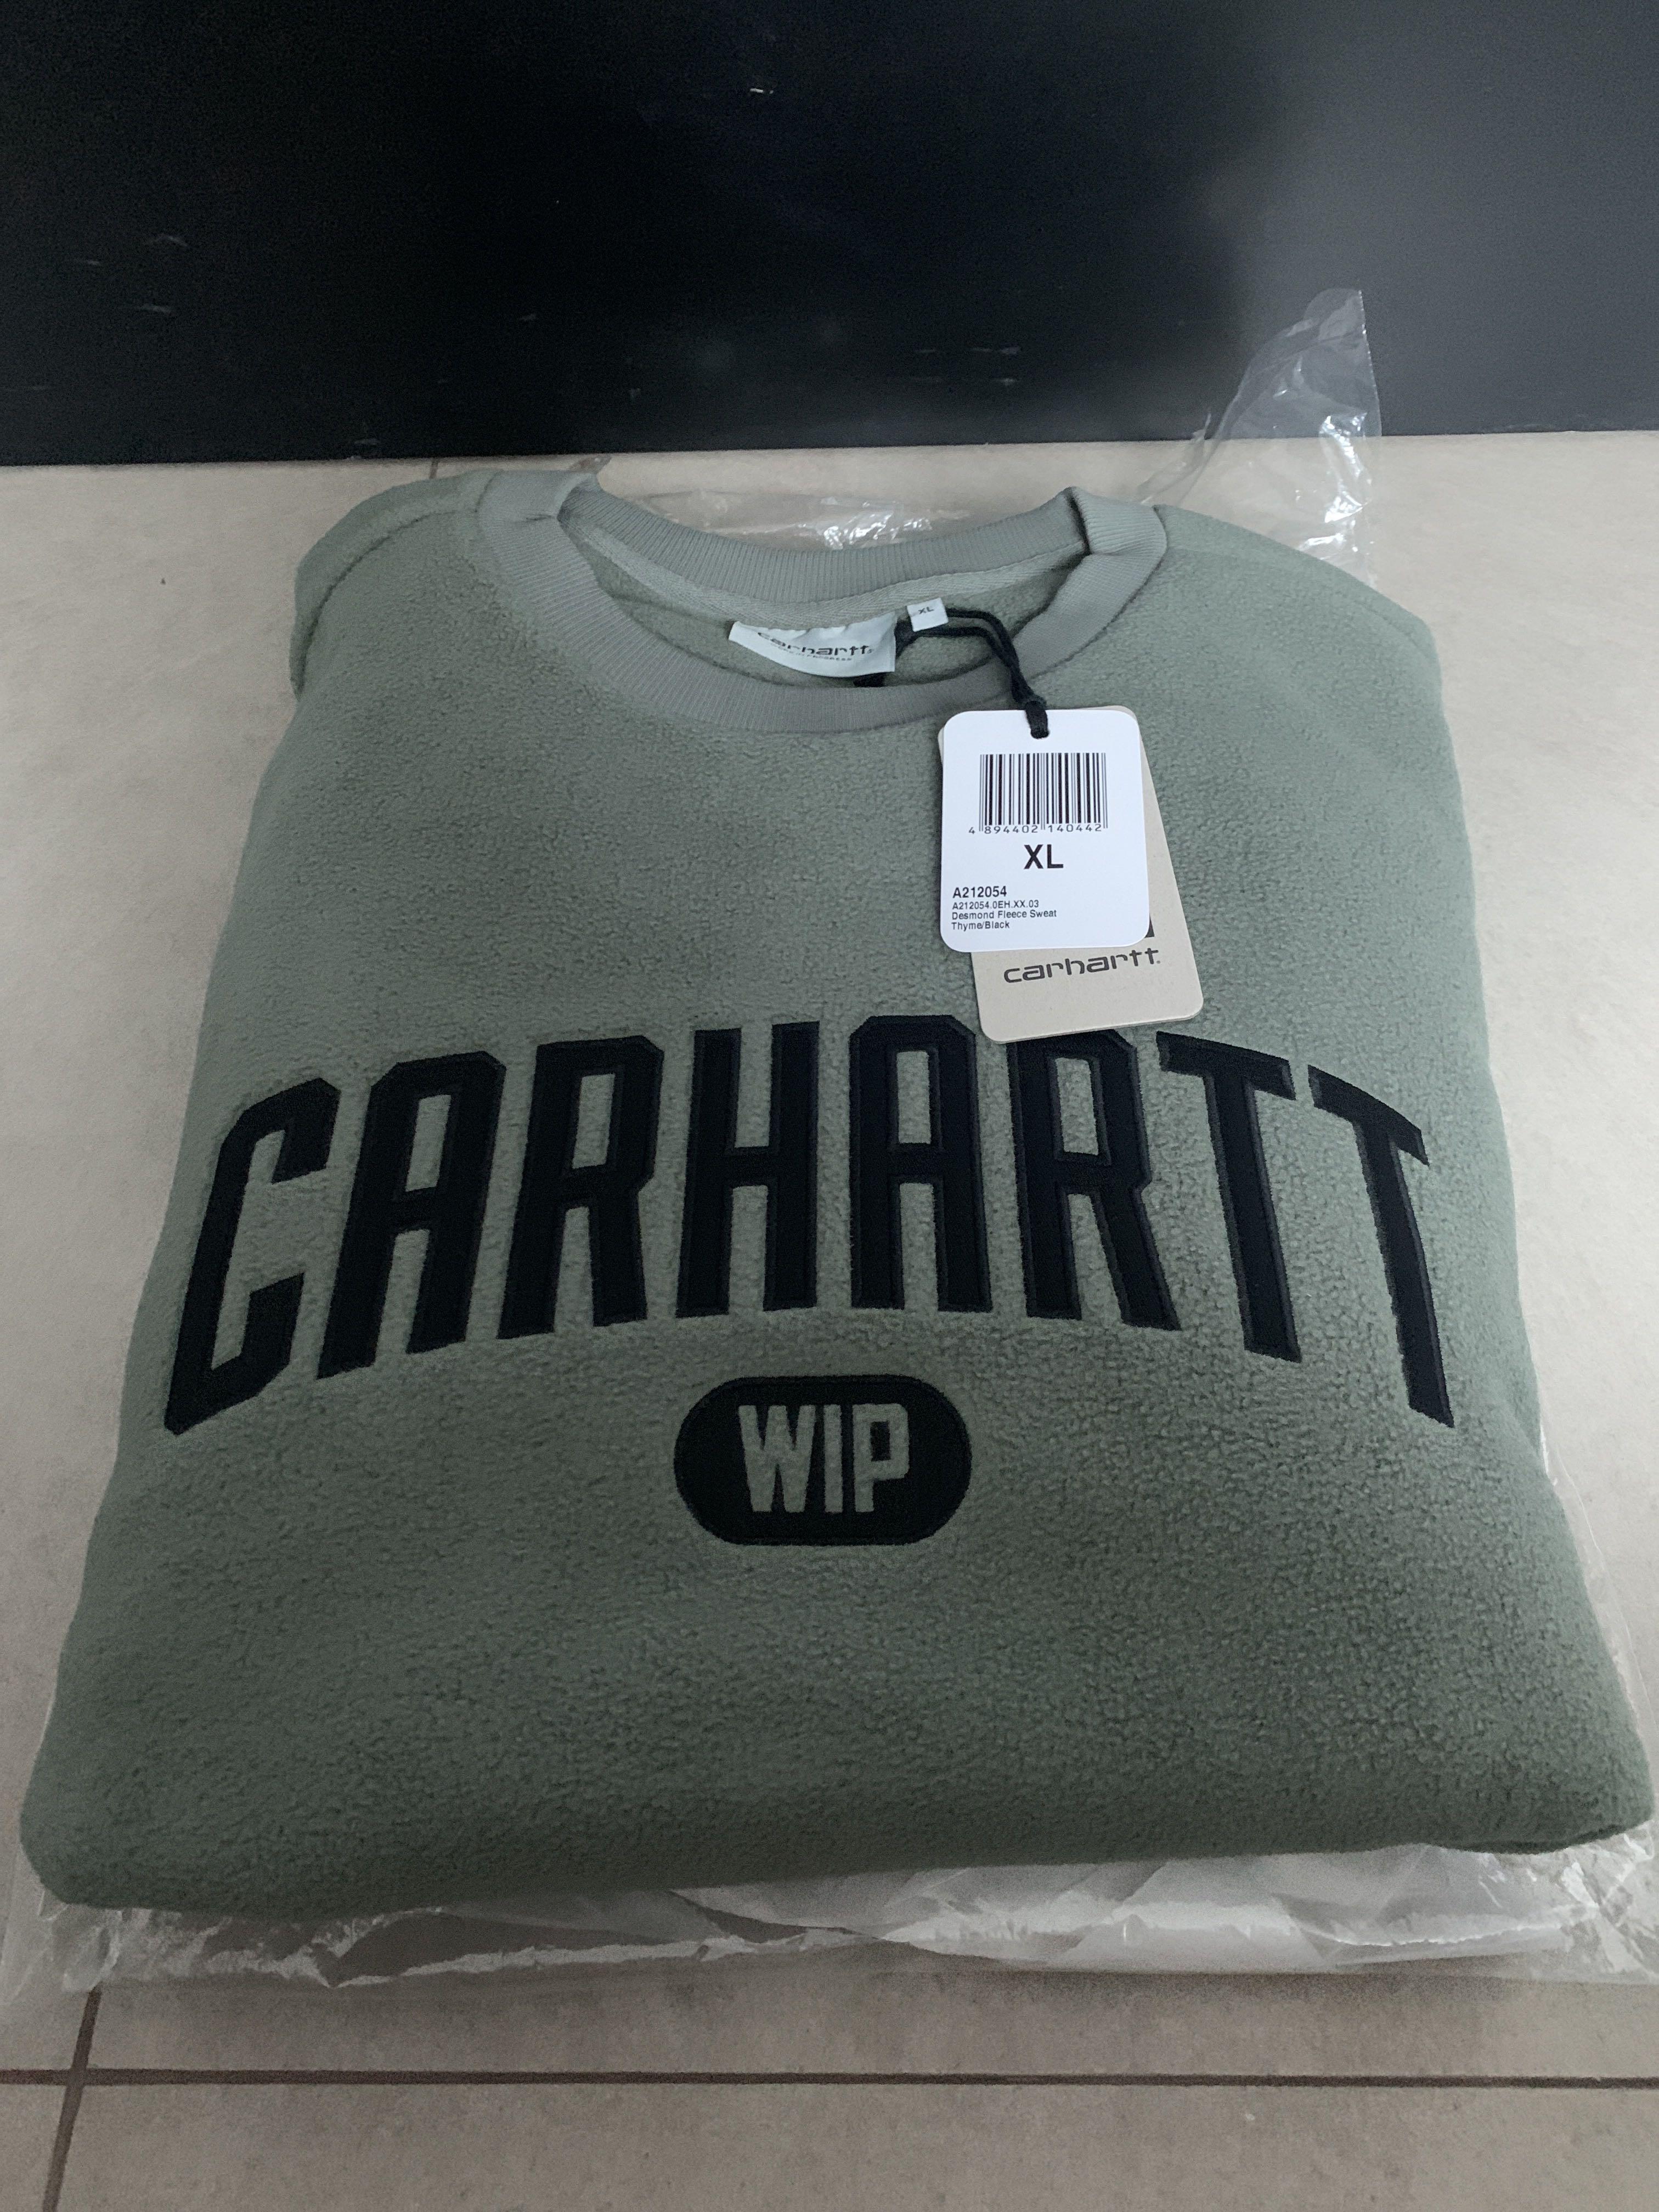 XL
carhartt
4 894402 140442
XL
A212054
A212054.0EH.XX.03
Desmond Fleece Sweat
Thyme/Black
carhartt
CARHARTT
WIP